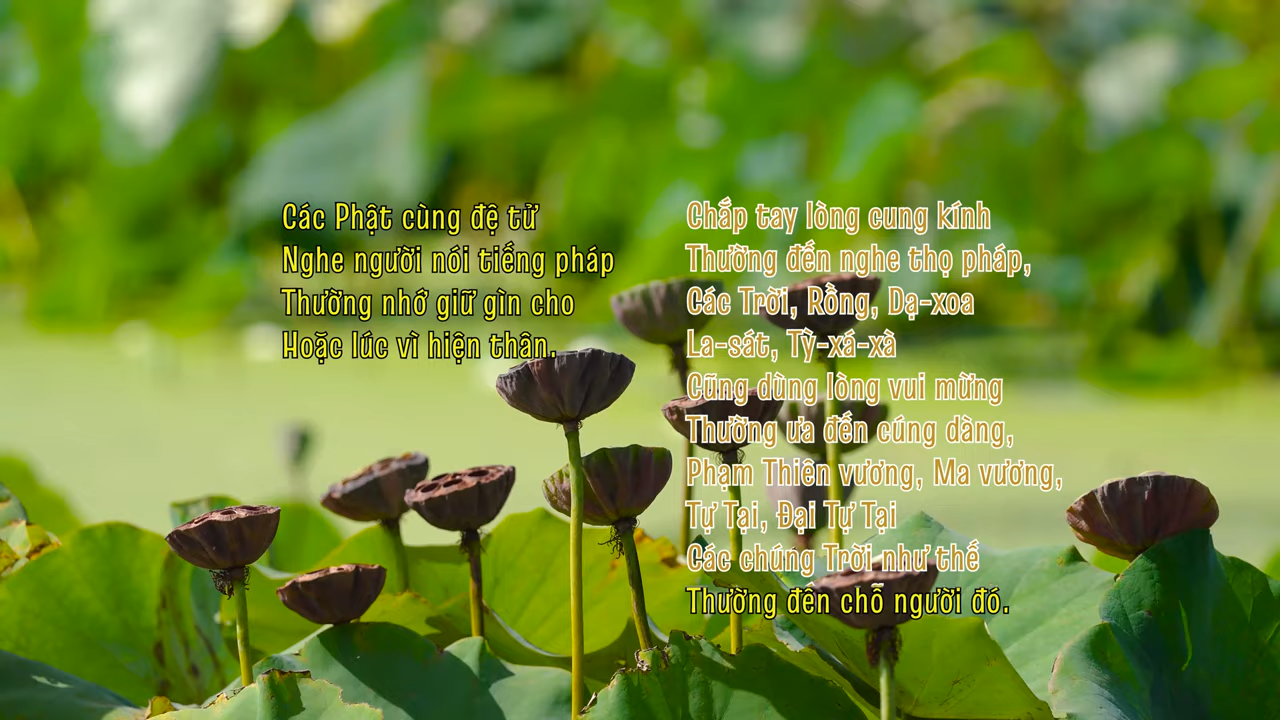 Các Phật cùng đệ tử
Nghe người nói tiếng pháp
Thường nhớ giữ gìn cho
Hoặc lúc vì hiện thân.
Chắp tay lòng cung kính
Thường đến nghe thọ pháp,
Các Trời, Rồng, Dạ-xoa
La-sát, Tỳ-xá-xà
Cũng dùng lòng vui mừng
Thường ưa đến cúng dàng,
Phạm Thiên vương, Ma vương,
Tự Tại, Đại Tự Tại
Các chúng Trời như thế
Thường đến chỗ người đó.